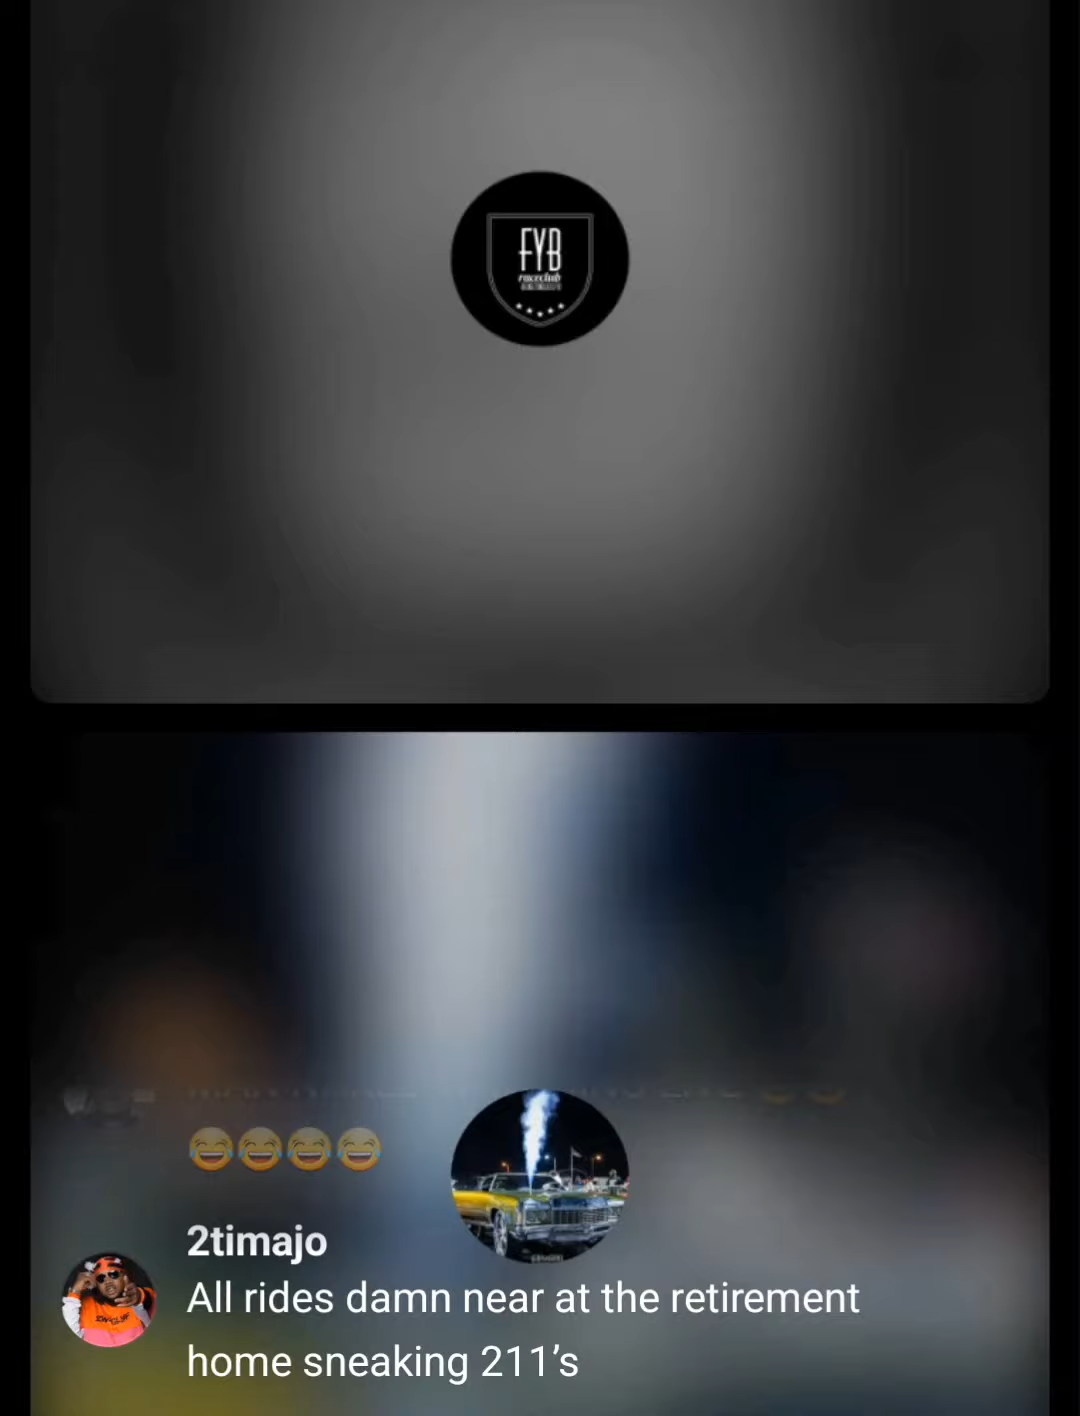 FYB
raceclub
😂😂😂😂
2timajo
All rides damn near at the retirement
home sneaking 211’s